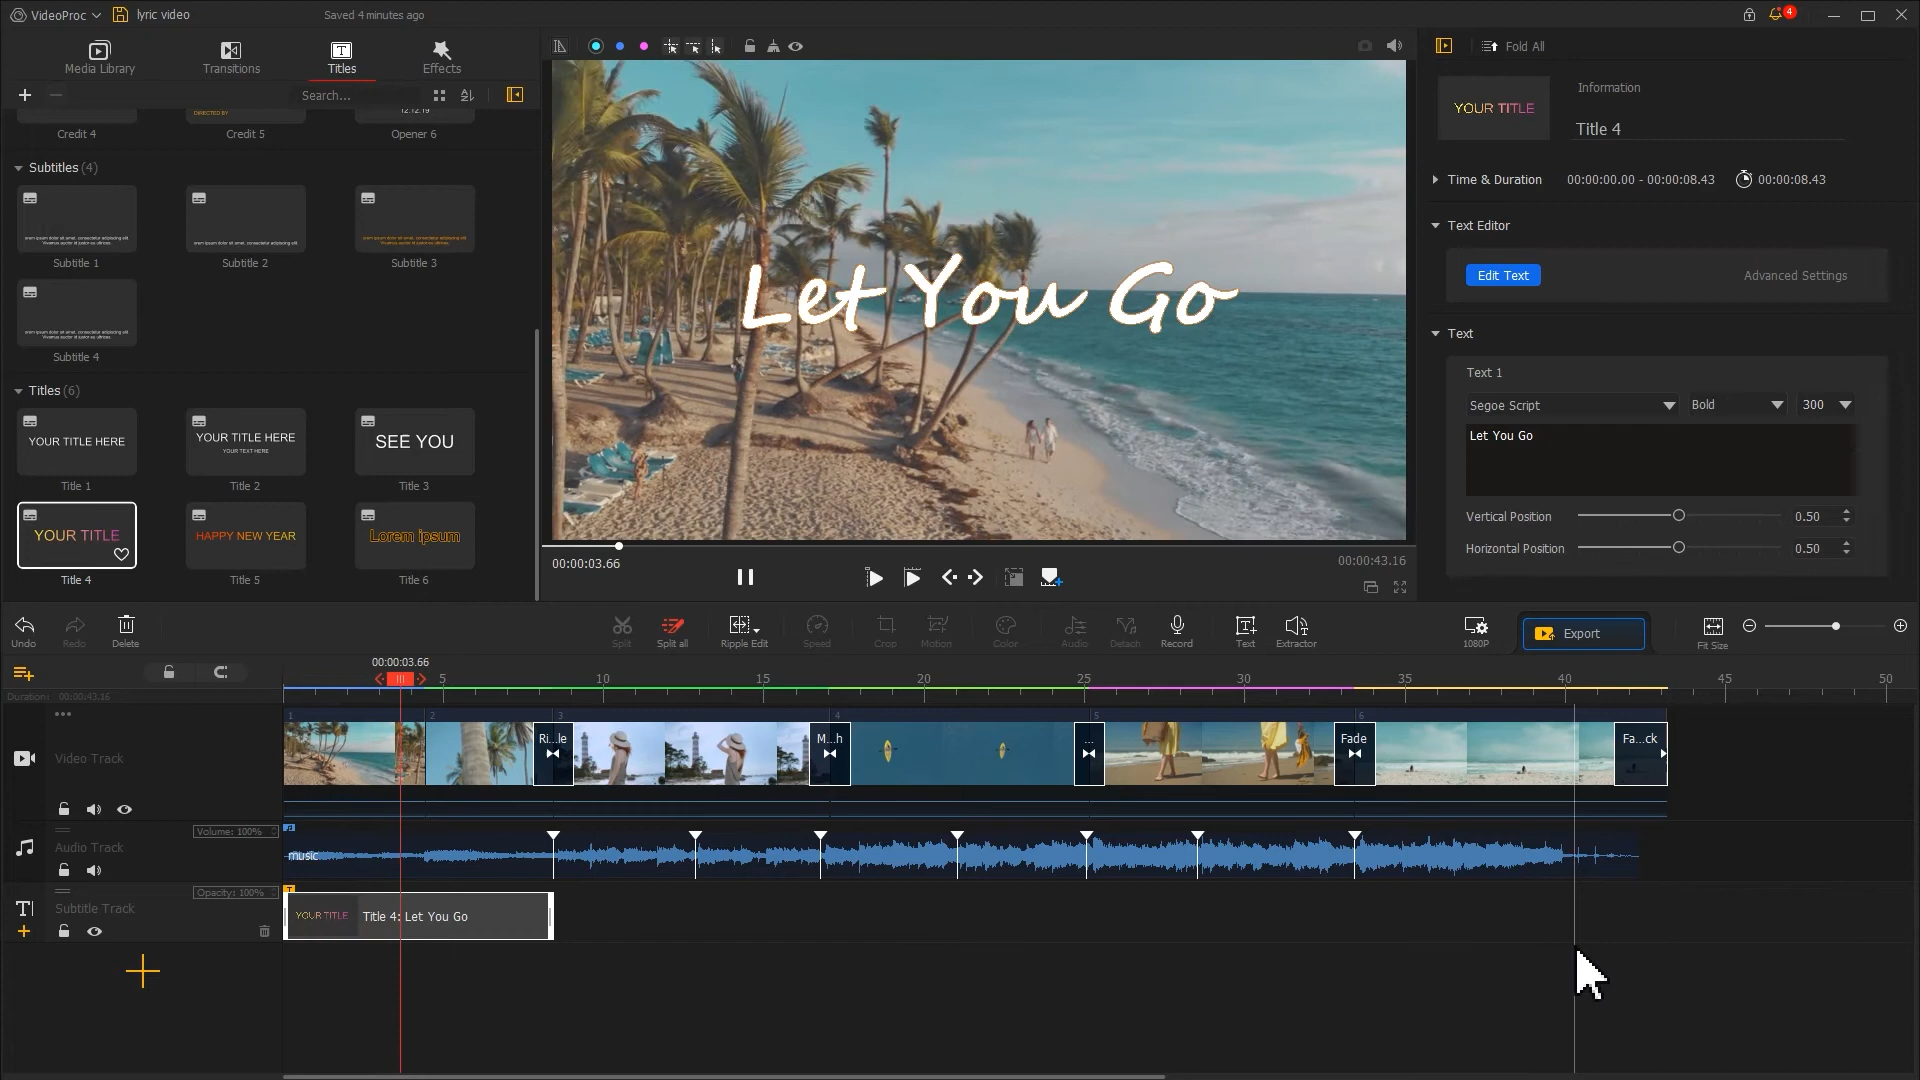 VideoProc
lyric video
Saved 4 minutes ago
4
Media Library
Transitions
Titles
Effects
Search...
Fold All
DIRECTED BY
12.12.19
Credit 4
Credit 5
Opener 6
Subtitles (4)
Subtitle 1
Subtitle 2
Subtitle 3
Subtitle 4
Titles (6)
YOUR TITLE HERE
YOUR TITLE HERE
YOUR TEXT HERE
SEE YOU
Title 1
Title 2
Title 3
YOUR TITLE
HAPPY NEW YEAR
Lorem ipsum
Title 4
Title 5
Title 6
Let You Go
00:00:03.66
00:00:43.16
YOUR TITLE
Information
Title 4
Time & Duration
00:00:00.00 - 00:00:08.43
00:00:08.43
Text Editor
Edit Text
Advanced Settings
Text
Text 1
Segoe Script
Bold
300
Let You Go
Vertical Position
0.50
Horizontal Position
0.50
Undo
Redo
Delete
Split
Split all
Ripple Edit
Speed
Crop
Motion
Color
Audio
Detach
Record
Text
Extractor
1080P
Export
Fit Size
00:00:03.66
5
10
15
20
25
30
35
40
45
50
Duration: 00:00:43.16
1
2
3
4
5
6
Video Track
Ri...le
M...h
...
Fade
Fa...ck
Volume: 100%
Audio Track
music
Opacity: 100%
Subtitle Track
YOUR TITLE
Title 4: Let You Go